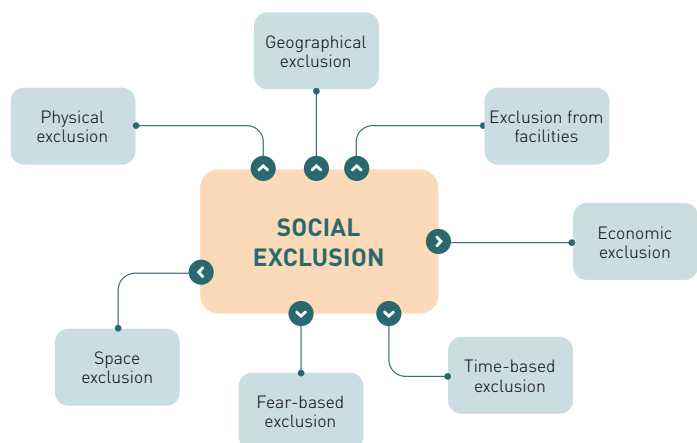 Geographical
exclusion
Physical
exclusion
Exclusion from
facilities
SOCIAL
EXCLUSION
Economic
exclusion
Space
exclusion
Time-based
exclusion
Fear-based
exclusion